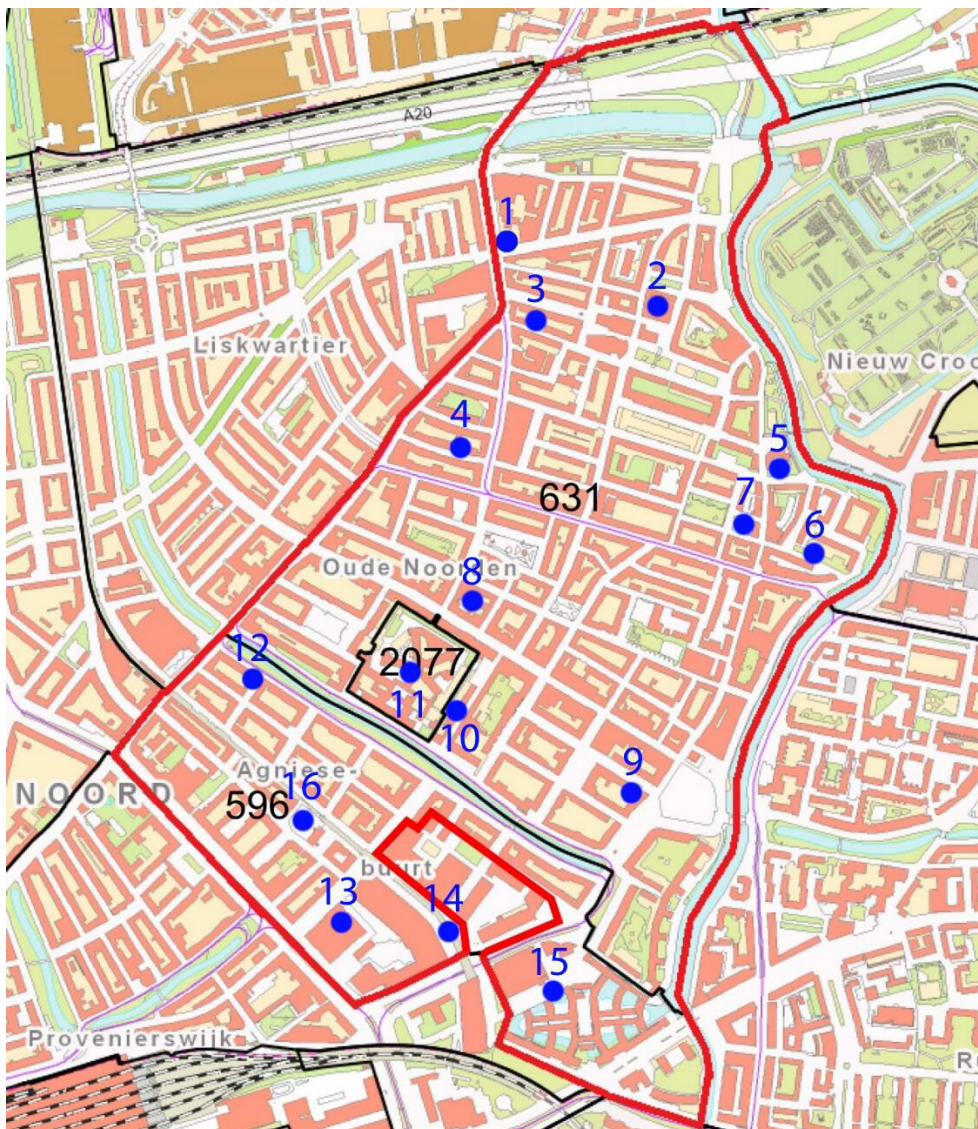 A20
1
2
3
Liskwartier
Nieuw Croo
4
5
631
7
6
Oude Noorden
8
12
2077
11
10
Agniese-
9
NOORD
596
16
buurt
13
14
15
Provenierswijk
R